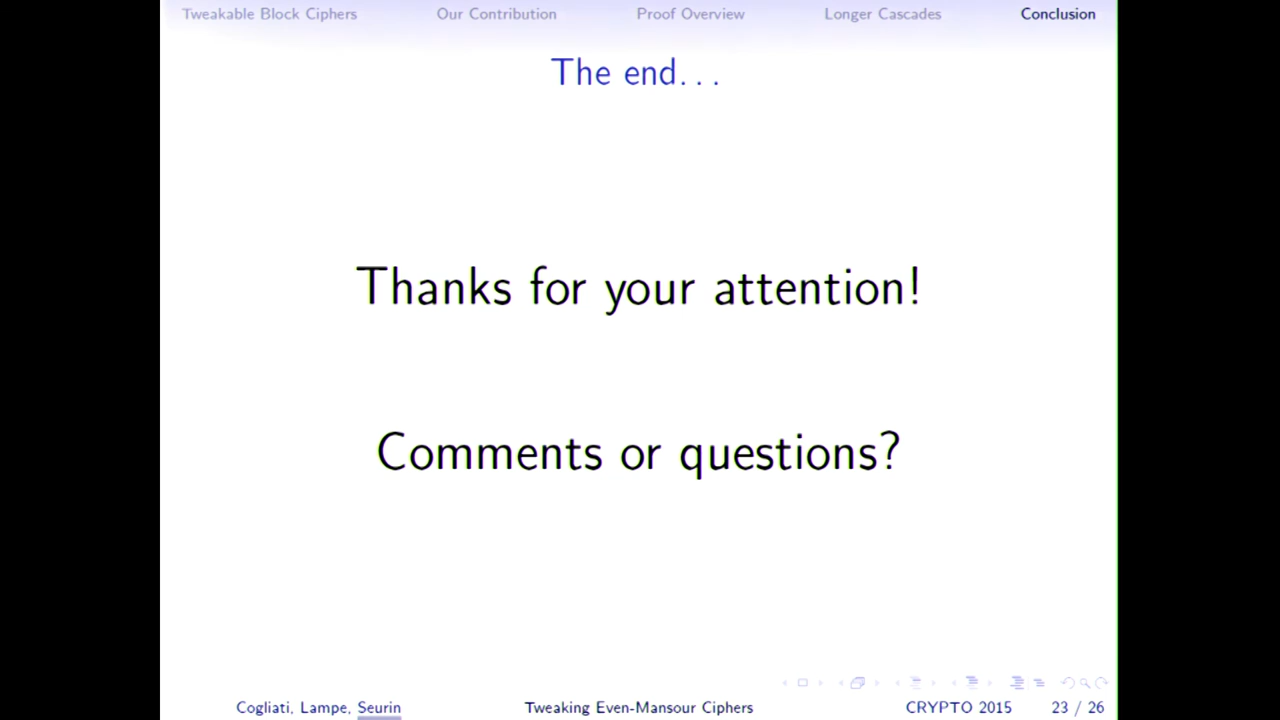 Tweakable Block Ciphers Our Contribution Proof Overview Longer Cascades Conclusion
The end...
Thanks for your attention!
Comments or questions?
Cogliati, Lampe, Seurin Tweaking Even-Mansour Ciphers CRYPTO 2015 23 / 26